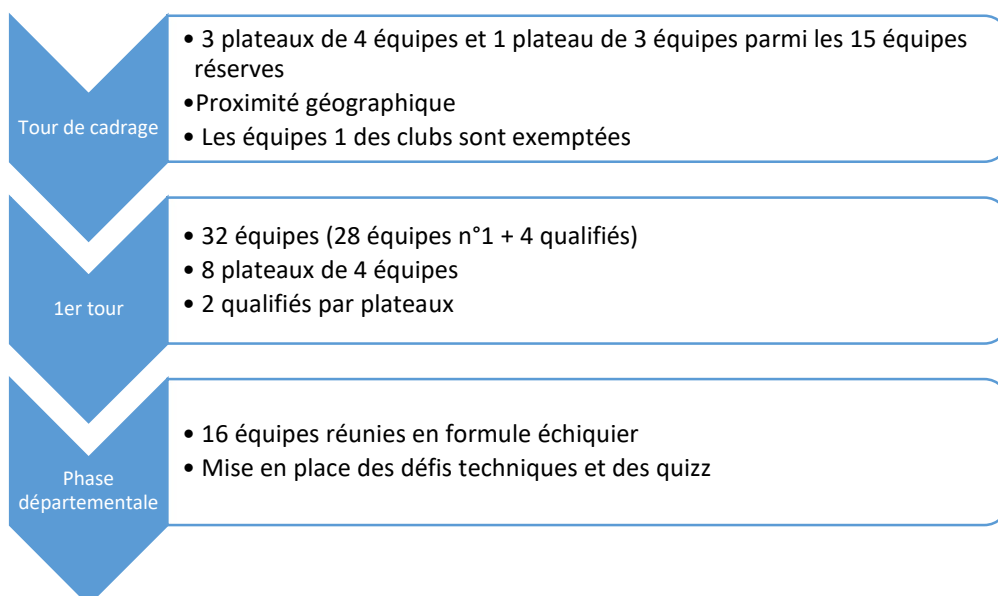 Tour de cadrage
• 3 plateaux de 4 équipes et 1 plateau de 3 équipes parmi les 15 équipes
réserves
•Proximité géographique
• Les équipes 1 des clubs sont exemptées
1er tour
• 32 équipes (28 équipes n°1 + 4 qualifiés)
• 8 plateaux de 4 équipes
• 2 qualifiés par plateaux
Phase
départementale
• 16 équipes réunies en formule échiquier
• Mise en place des défis techniques et des quizz